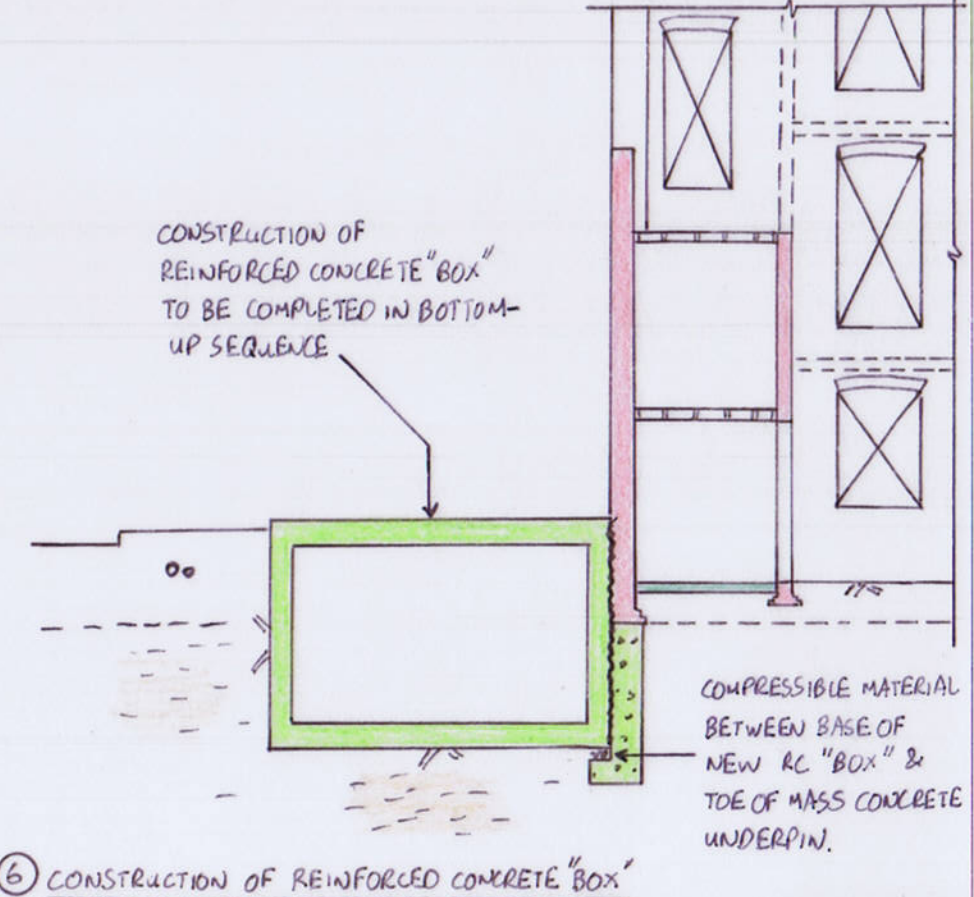 CONSTRUCTION OF
REINFORCED CONCRETE "BOX"
TO BE COMPLETED IN BOTTOM-
UP SEQUENCE
COMPRESSIBLE MATERIAL
BETWEEN BASE OF
NEW RC "BOX" &
TOE OF MASS CONCRETE
UNDERPIN.
6 CONSTRUCTION OF REINFORCED CONCRETE "BOX"